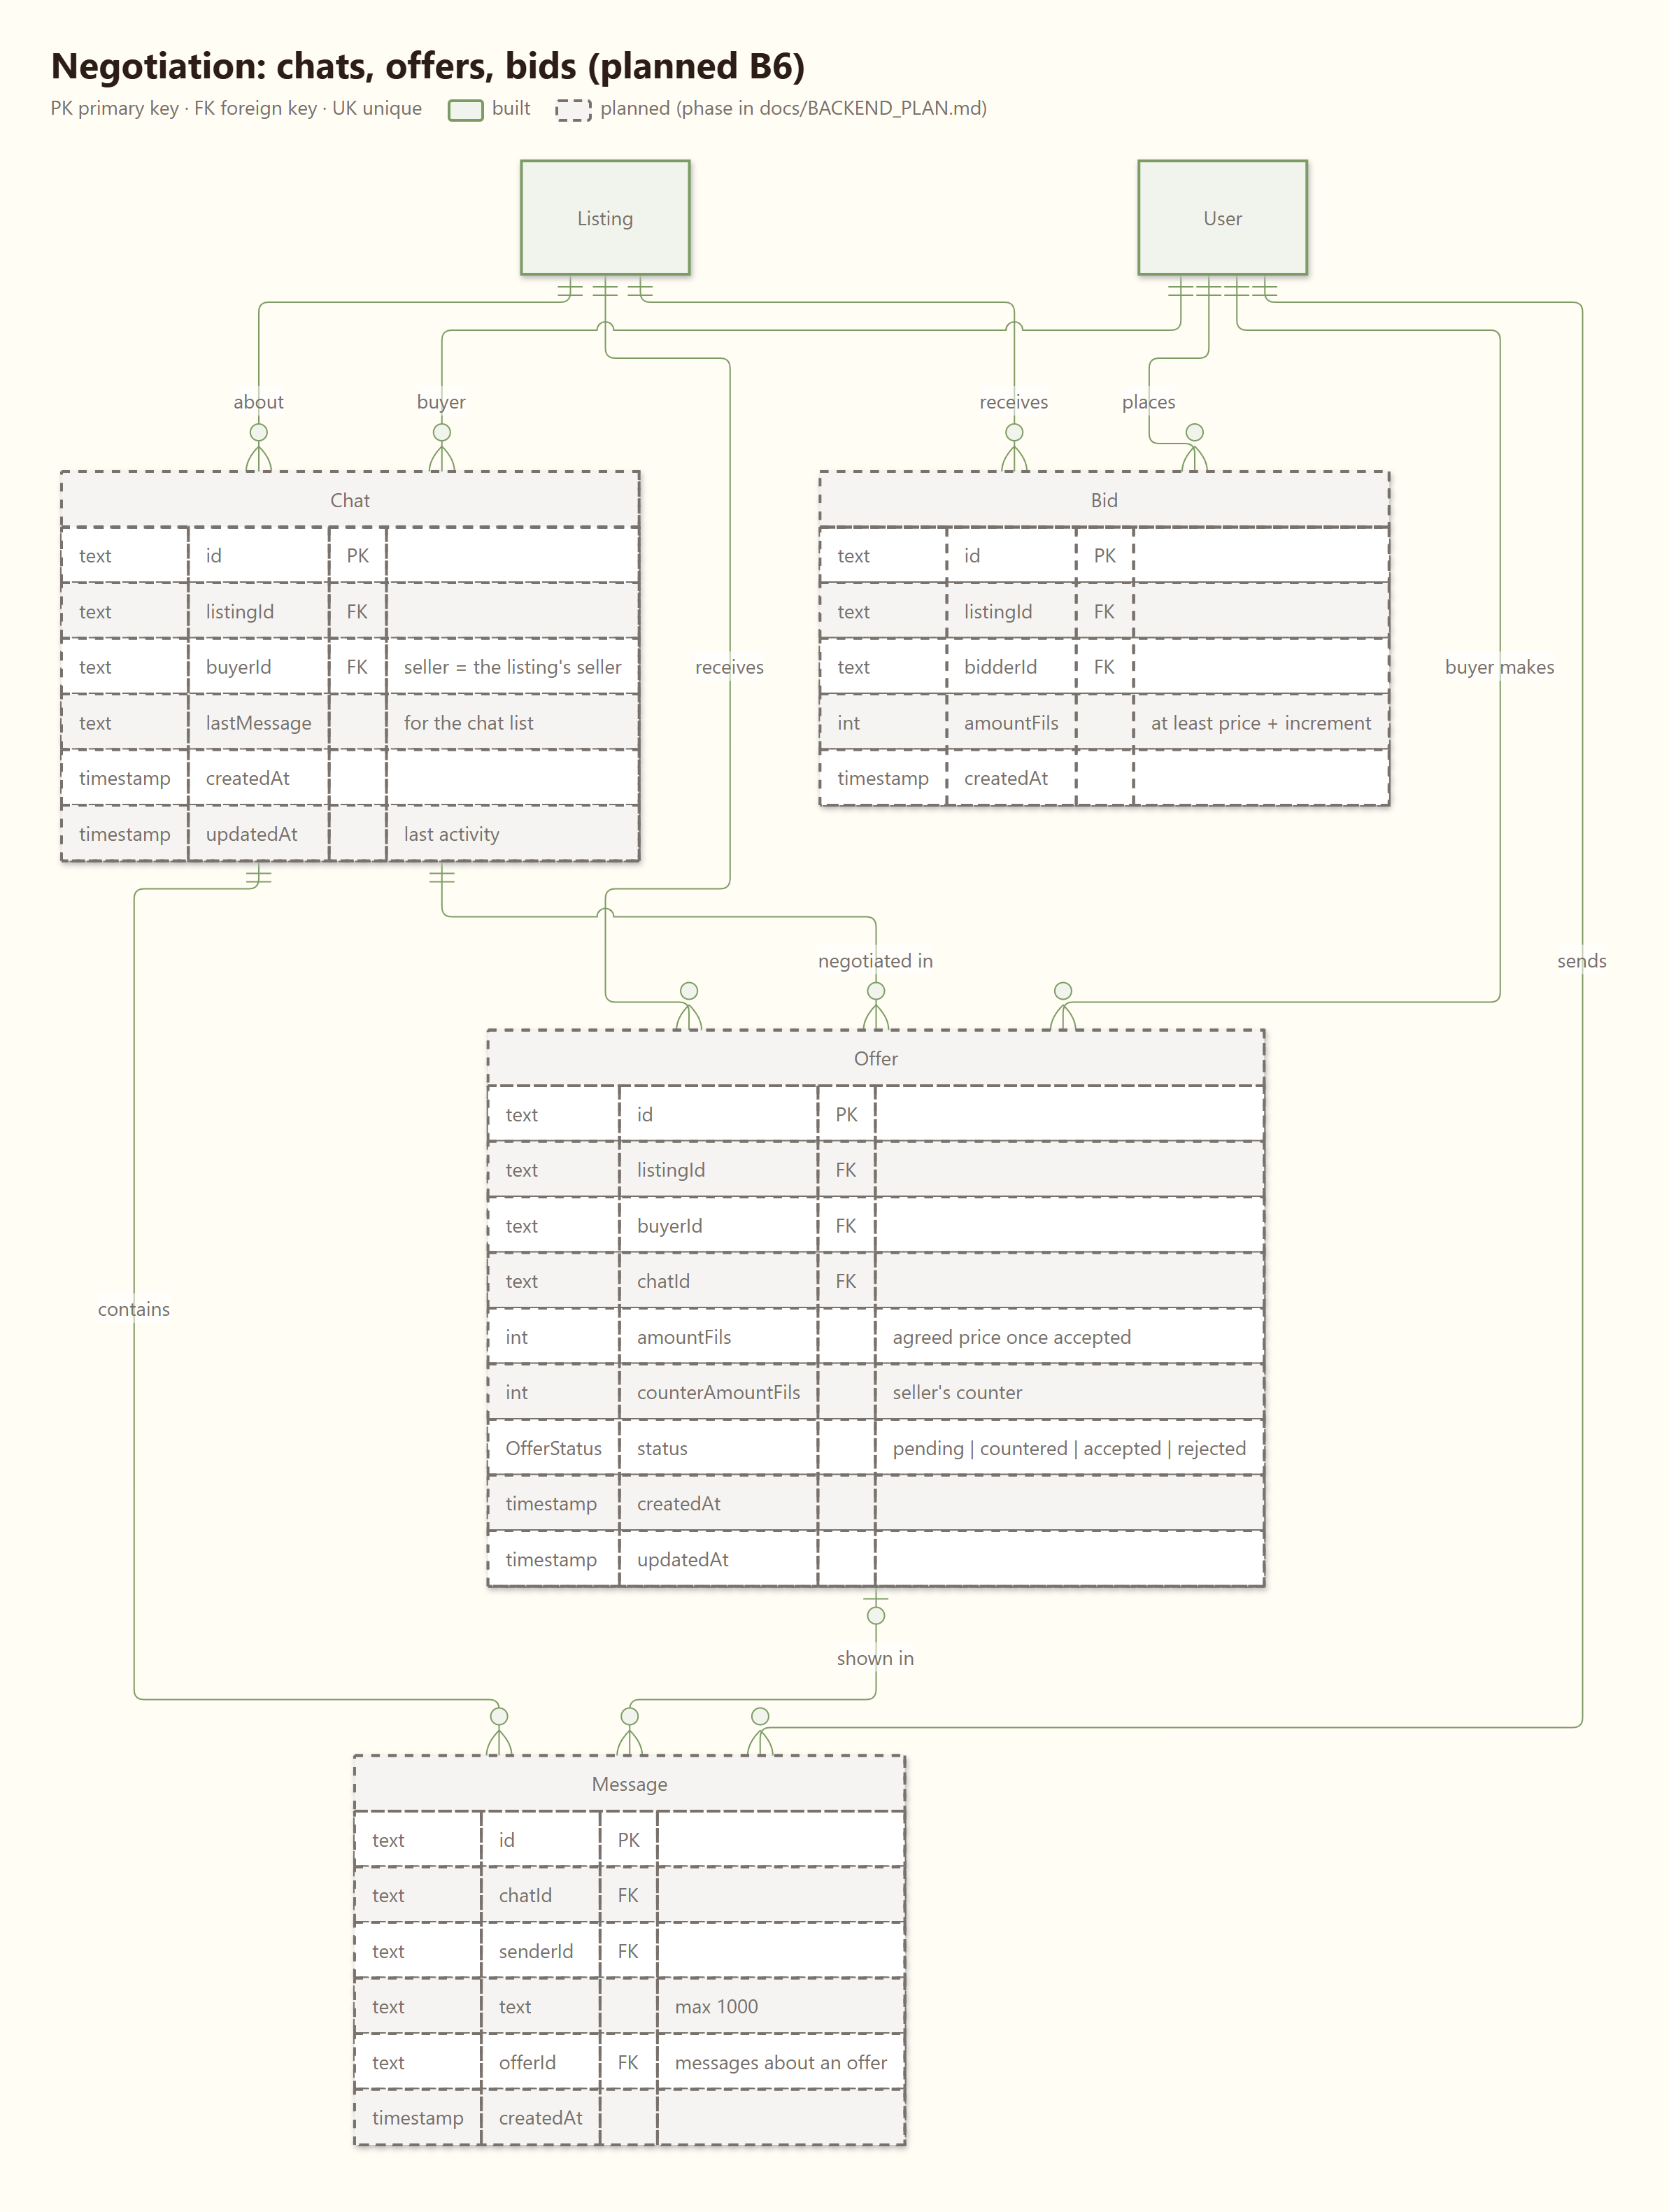 Negotiation: chats, offers, bids (planned B6)
PK primary key · FK foreign key · UK unique built planned (phase in docs/BACKEND_PLAN.md)
Listing
User
about
buyer
receives
places
Chat
text id PK
text listingId FK
text buyerId FK seller = the listing's seller
text lastMessage for the chat list
timestamp createdAt
timestamp updatedAt last activity
receives
Bid
text id PK
text listingId FK
text bidderId FK
int amountFils at least price + increment
timestamp createdAt
buyer makes
negotiated in
sends
Offer
text id PK
text listingId FK
text buyerId FK
text chatId FK
int amountFils agreed price once accepted
int counterAmountFils seller's counter
OfferStatus status pending | countered | accepted | rejected
timestamp createdAt
timestamp updatedAt
contains
shown in
Message
text id PK
text chatId FK
text senderId FK
text text max 1000
text offerId FK messages about an offer
timestamp createdAt